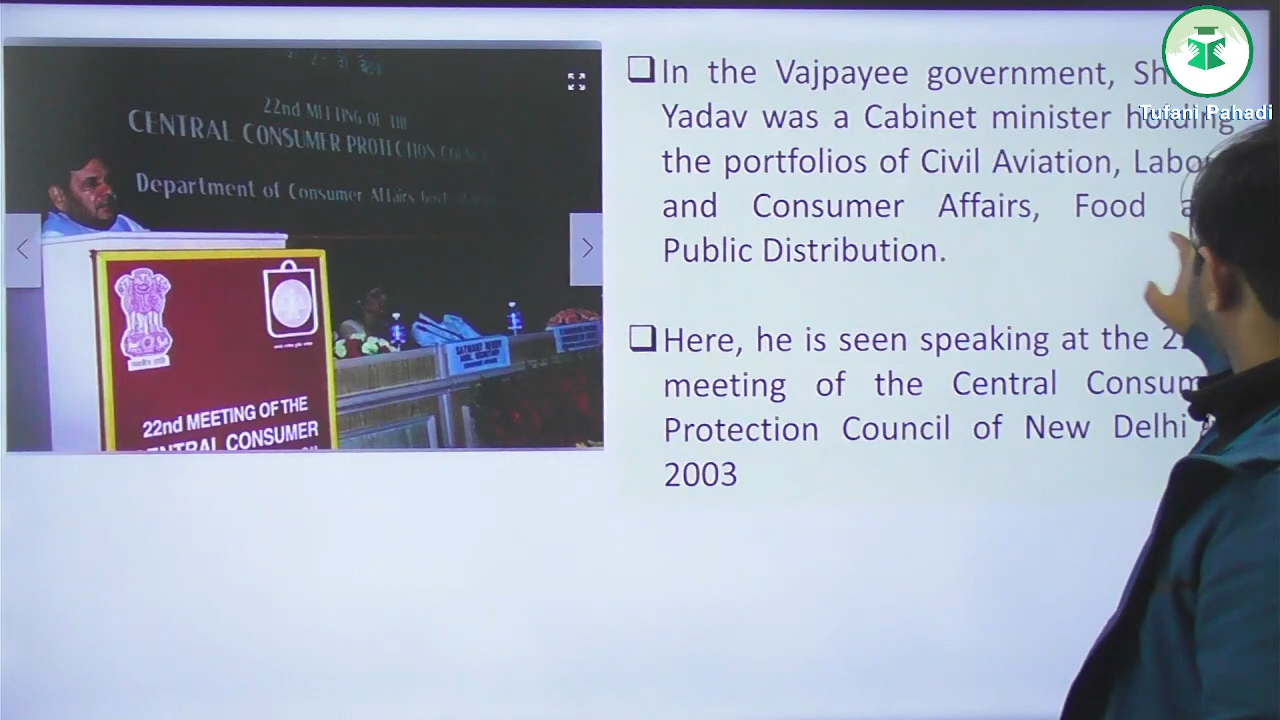 22nd MEETING OF THE
CENTRAL CONSUMER PROTECTION
Department of Consumer Affairs
22nd MEETING OF THE
CENTRAL CONSUMER
In the Vajpayee government,
Yadav was a Cabinet minister holding
the portfolios of Civil Aviation,
and Consumer Affairs, Food
Public Distribution.
Here, he is seen speaking at the
meeting of the Central
Protection Council of New Delhi
2003
Tufani Pahadi